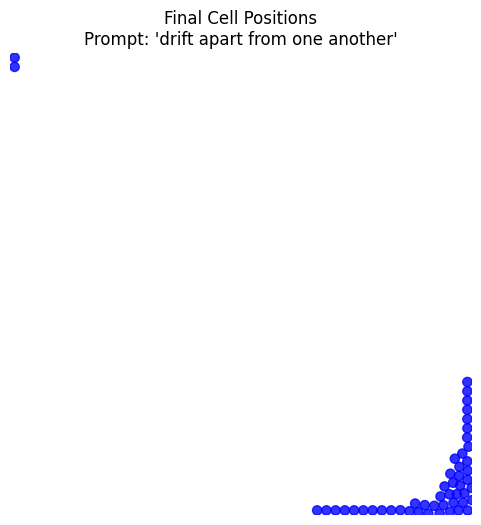 Final Cell Positions
Prompt: 'drift apart from one another'